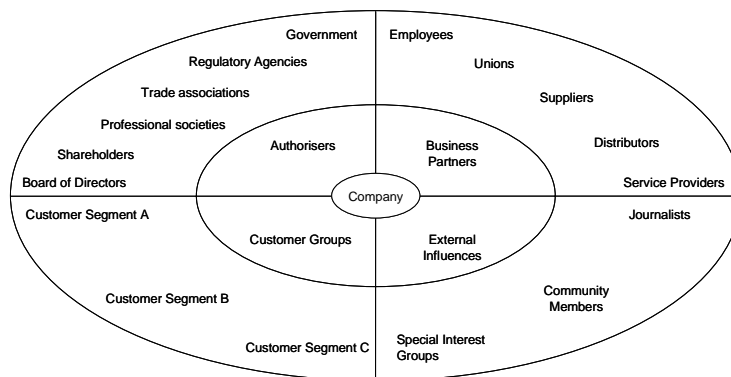 Government
Employees
Regulatory Agencies
Unions
Trade associations
Suppliers
Professional societies
Authorisers
Business
Partners
Distributors
Shareholders
Board of Directors
Company
Service Providers
Customer Segment A
Journalists
Customer Groups
External
Influences
Customer Segment B
Community
Members
Customer Segment C
Special Interest
Groups